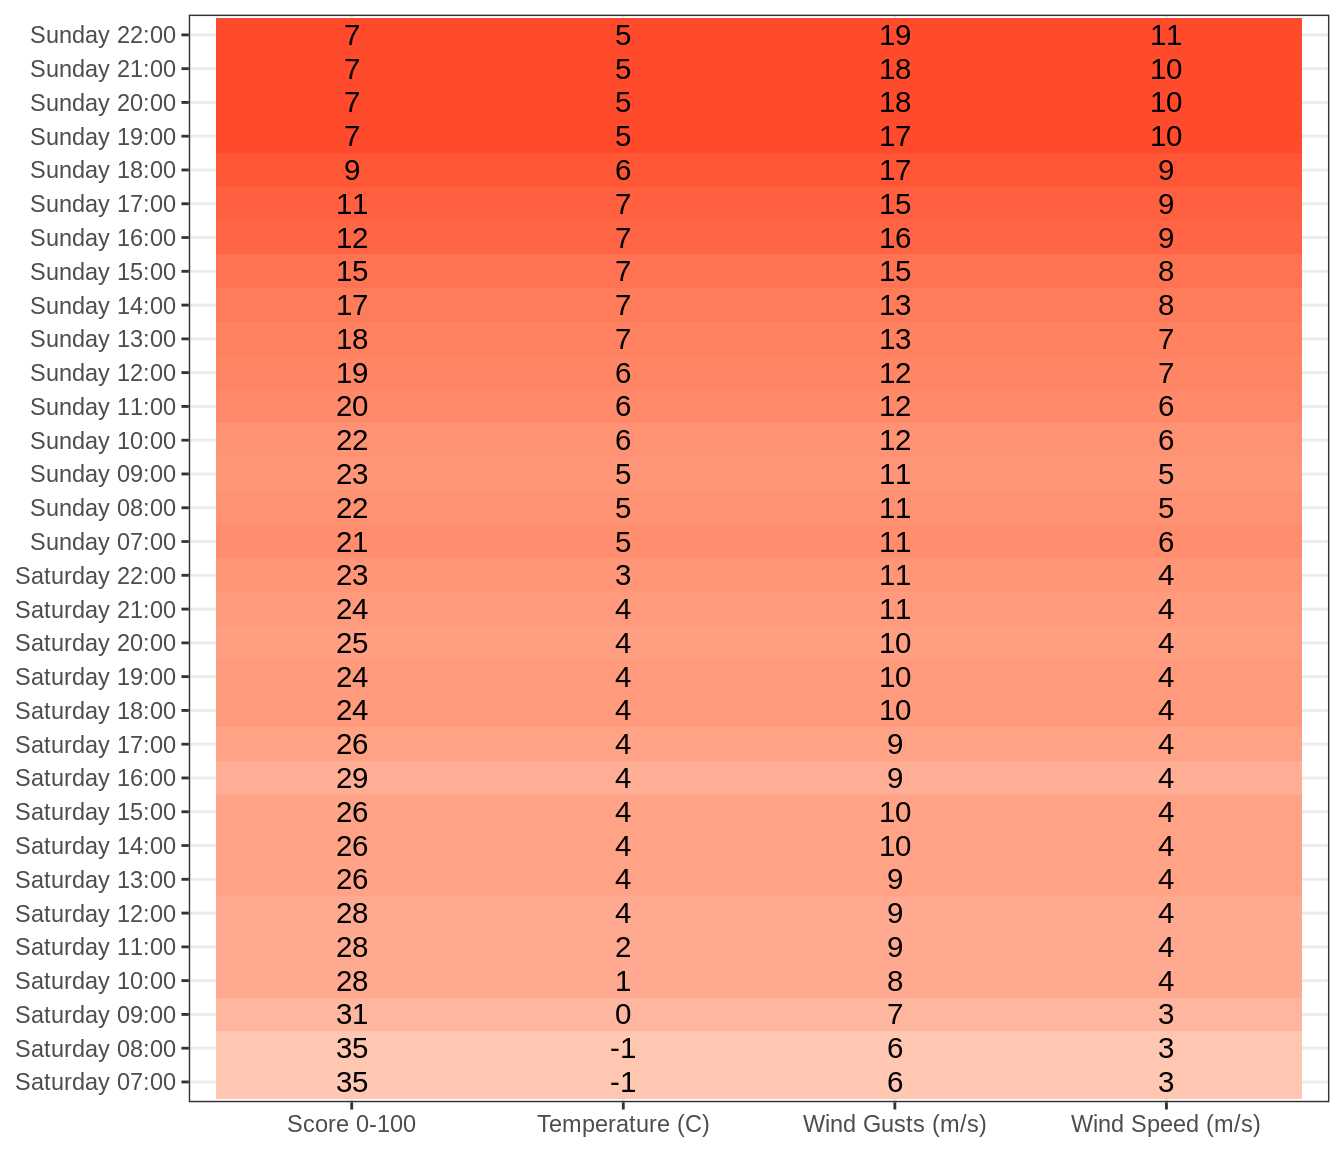 Sunday 22:00 7 5 19 11
Sunday 21:00 7 5 18 10
Sunday 20:00 7 5 18 10
Sunday 19:00 7 5 17 10
Sunday 18:00 9 6 17 9
Sunday 17:00 11 7 15 9
Sunday 16:00 12 7 16 9
Sunday 15:00 15 7 15 8
Sunday 14:00 17 7 13 8
Sunday 13:00 18 7 13 7
Sunday 12:00 19 6 12 7
Sunday 11:00 20 6 12 6
Sunday 10:00 22 6 12 6
Sunday 09:00 23 5 11 5
Sunday 08:00 22 5 11 5
Sunday 07:00 21 5 11 6
Saturday 22:00 23 3 11 4
Saturday 21:00 24 4 11 4
Saturday 20:00 25 4 10 4
Saturday 19:00 24 4 10 4
Saturday 18:00 24 4 10 4
Saturday 17:00 26 4 9 4
Saturday 16:00 29 4 9 4
Saturday 15:00 26 4 10 4
Saturday 14:00 26 4 10 4
Saturday 13:00 26 4 9 4
Saturday 12:00 28 4 9 4
Saturday 11:00 28 2 9 4
Saturday 10:00 28 1 8 4
Saturday 09:00 31 0 7 3
Saturday 08:00 35 -1 6 3
Saturday 07:00 35 -1 6 3
Score 0-100 Temperature (C) Wind Gusts (m/s) Wind Speed (m/s)